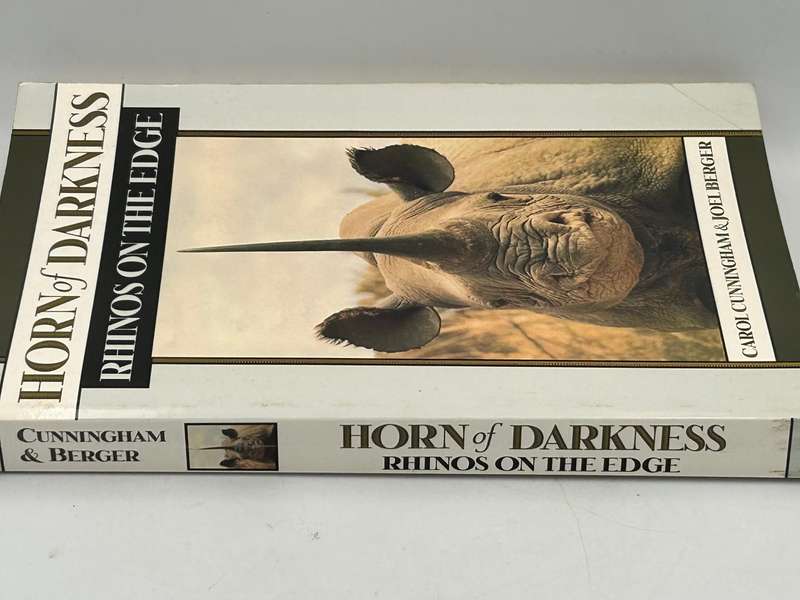 HORN of DARKNESS
RHINOS ON THE EDGE
CAROL CUNNINGHAM & JOEL BERGER
CUNNINGHAM
& BERGER
HORN of DARKNESS
RHINOS ON THE EDGE